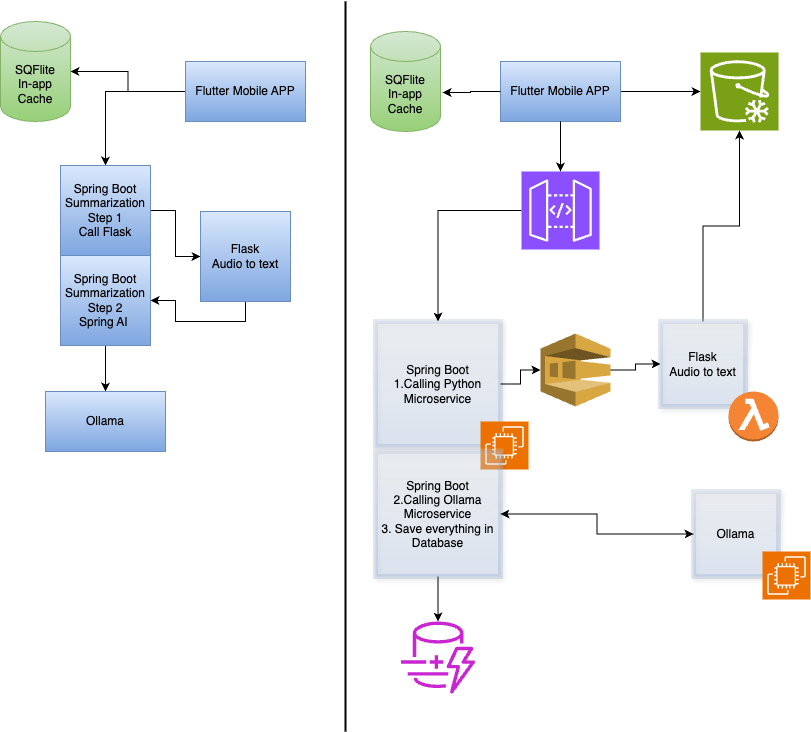 SQFlite
In-app
Cache
Flutter Mobile APP
Spring Boot
Summarization
Step 1
Call Flask
Flask
Audio to text
Spring Boot
Summarization
Step 2
Spring AI
Ollama
SQFlite
In-app
Cache
Flutter Mobile APP
</>
Spring Boot
1.Calling Python
Microservice
Flask
Audio to text
Spring Boot
2.Calling Ollama
Microservice
3. Save everything in
Database
Ollama